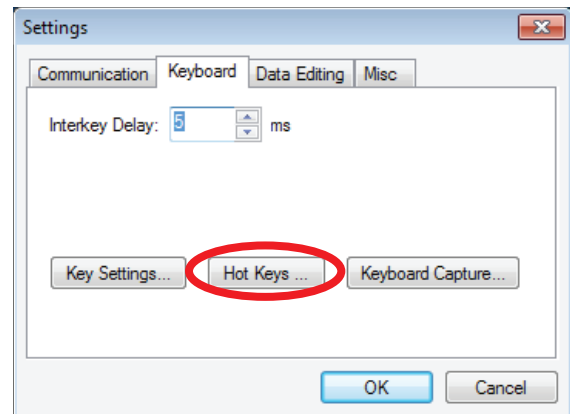 Settings
Communication Keyboard Data Editing Misc
Interkey Delay: 5 ms
Key Settings... Hot Keys ... Keyboard Capture...
OK Cancel